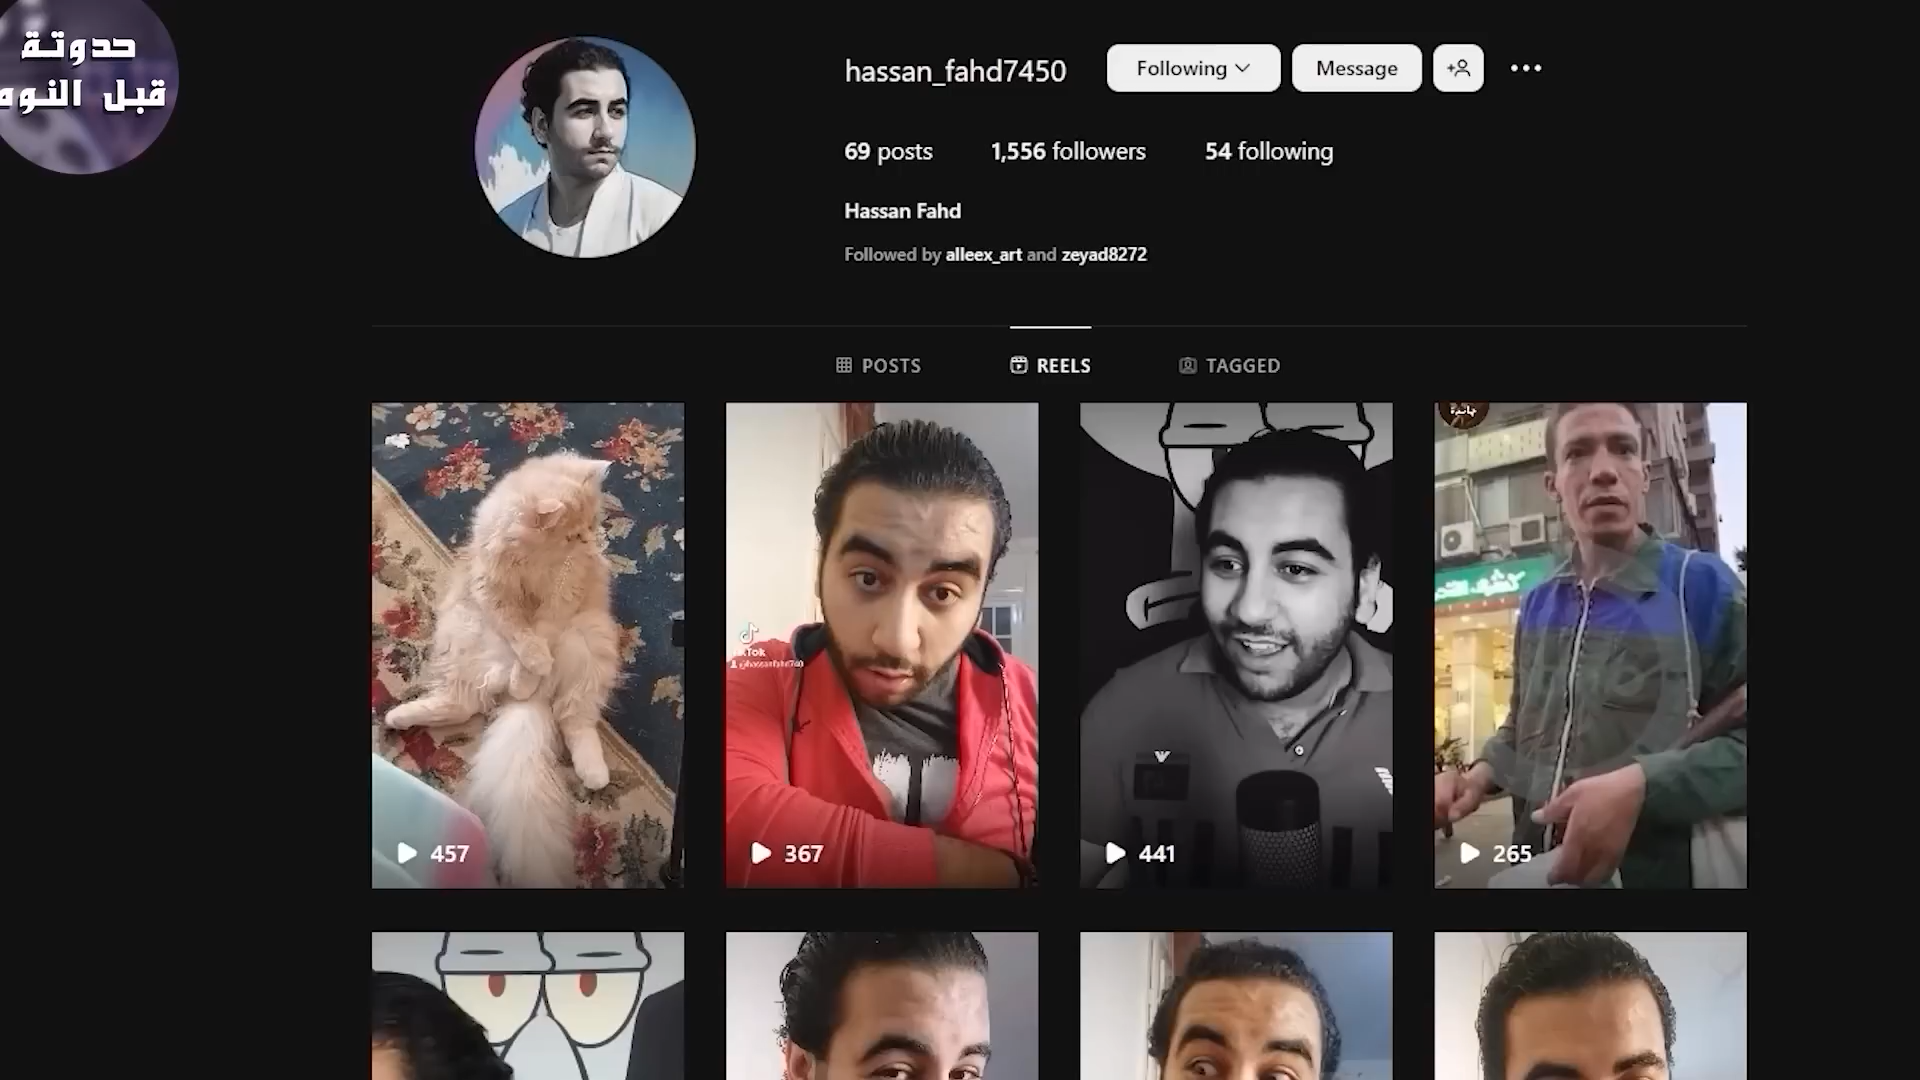 حدوتة
قبل النوم
hassan_fahd7450
Following
Message
69 posts
1,556 followers
54 following
Hassan Fahd
Followed by alleex_art and zeyad8272
POSTS
REELS
TAGGED
TikTok
457
367
441
265